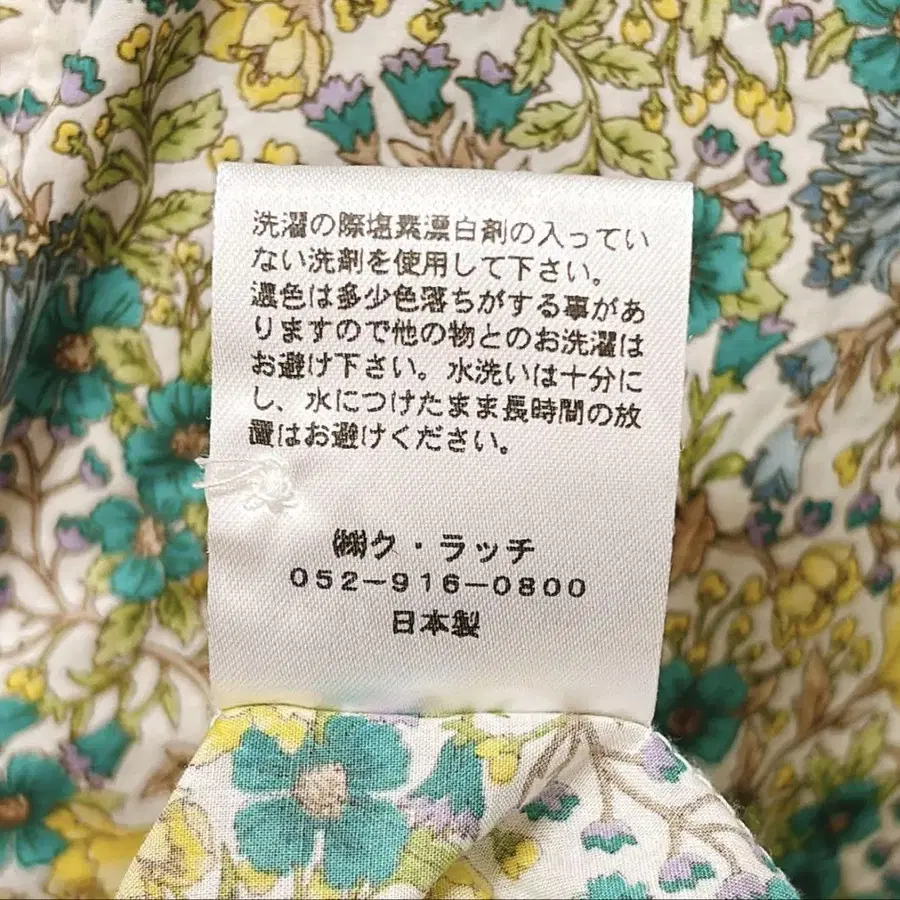 洗濯の際塩素漂白剤の入ってい
ない洗剤を使用して下さい。
濃色は多少色落ちがする事があ
りますので他の物とのお洗濯は
お避け下さい。水洗いは十分に
し、水につけたまま長時間の放
置はお避けください。
㈱ク・ラッチ
052-916-0800
日本製